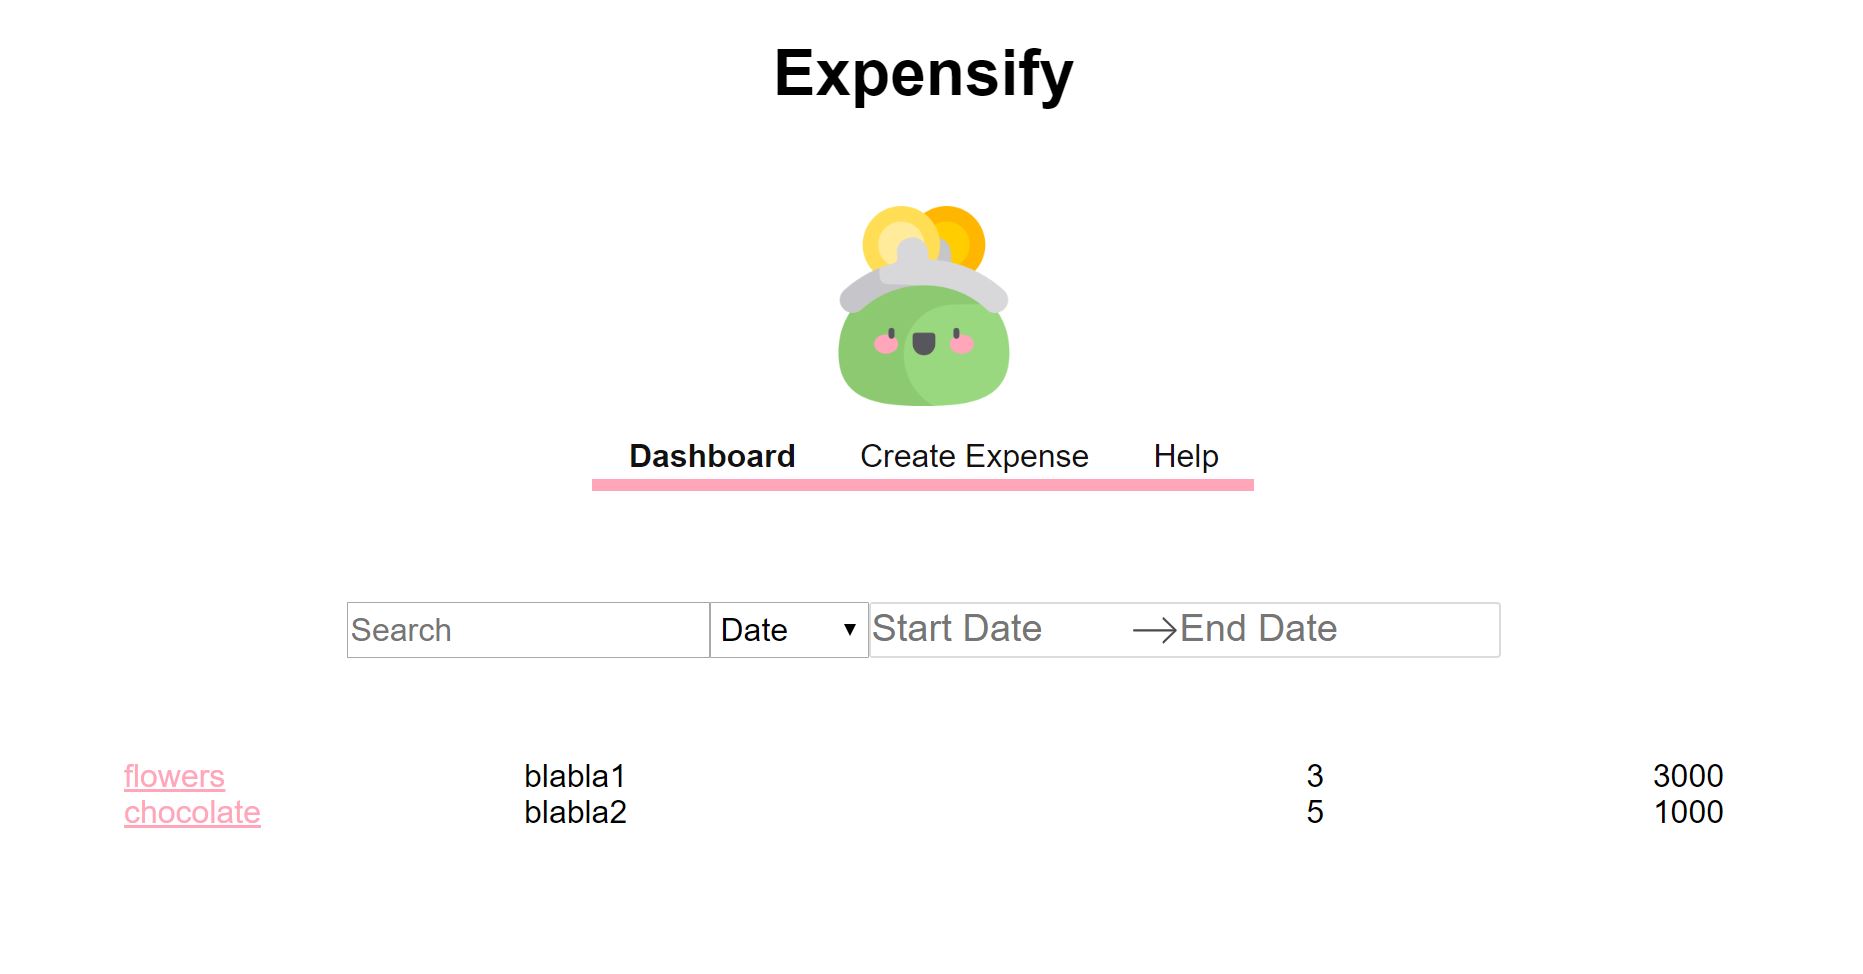 Expensify
Dashboard Create Expense Help
Search Date Start Date End Date
flowers blabla1 3 3000
chocolate blabla2 5 1000